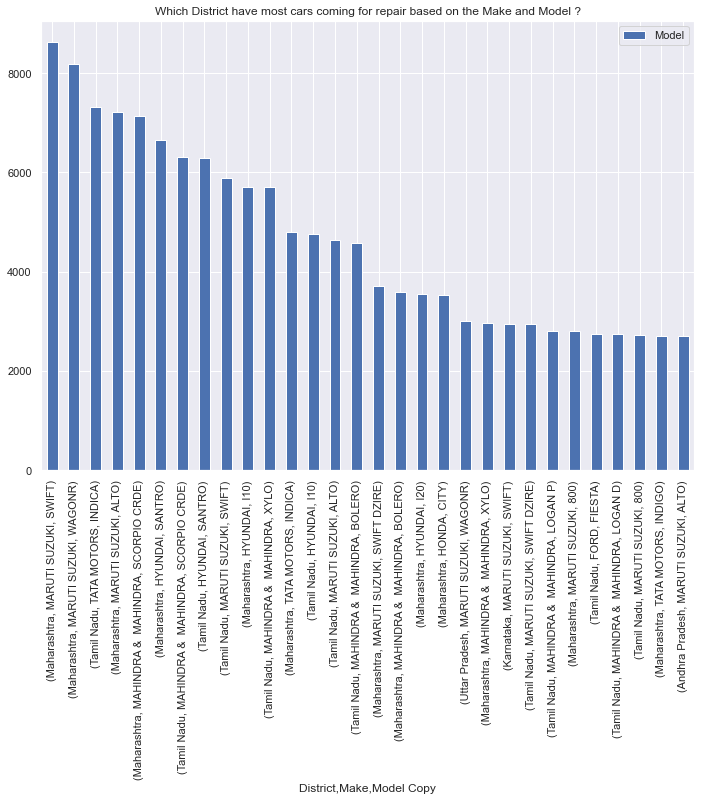 Which District have most cars coming for repair based on the Make and Model ?
Model
8000
6000
4000
2000
0
(Maharashtra, MARUTI SUZUKI, SWIFT)
(Maharashtra, MARUTI SUZUKI, WAGONR)
(Tamil Nadu, TATA MOTORS, INDICA)
(Maharashtra, MARUTI SUZUKI, ALTO)
(Maharashtra, MAHINDRA &  MAHINDRA, SCORPIO CRDE)
(Maharashtra, HYUNDAI, SANTRO)
(Tamil Nadu, MAHINDRA &  MAHINDRA, SCORPIO CRDE)
(Tamil Nadu, HYUNDAI, SANTRO)
(Tamil Nadu, MARUTI SUZUKI, SWIFT)
(Maharashtra, HYUNDAI, I10)
(Tamil Nadu, MAHINDRA &  MAHINDRA, XYLO)
(Maharashtra, TATA MOTORS, INDICA)
(Tamil Nadu, HYUNDAI, I10)
(Tamil Nadu, MARUTI SUZUKI, ALTO)
(Tamil Nadu, MAHINDRA &  MAHINDRA, BOLERO)
(Maharashtra, MARUTI SUZUKI, SWIFT DZIRE)
(Maharashtra, MAHINDRA &  MAHINDRA, BOLERO)
(Maharashtra, HYUNDAI, I20)
(Maharashtra, HONDA, CITY)
(Uttar Pradesh, MARUTI SUZUKI, WAGONR)
(Maharashtra, MAHINDRA &  MAHINDRA, XYLO)
(Karnataka, MARUTI SUZUKI, SWIFT)
(Tamil Nadu, MARUTI SUZUKI, SWIFT DZIRE)
(Tamil Nadu, MAHINDRA &  MAHINDRA, LOGAN P)
(Maharashtra, MARUTI SUZUKI, 800)
(Tamil Nadu, FORD, FIESTA)
(Tamil Nadu, MAHINDRA &  MAHINDRA, LOGAN D)
(Tamil Nadu, MARUTI SUZUKI, 800)
(Maharashtra, TATA MOTORS, INDIGO)
(Andhra Pradesh, MARUTI SUZUKI, ALTO)
District,Make,Model Copy